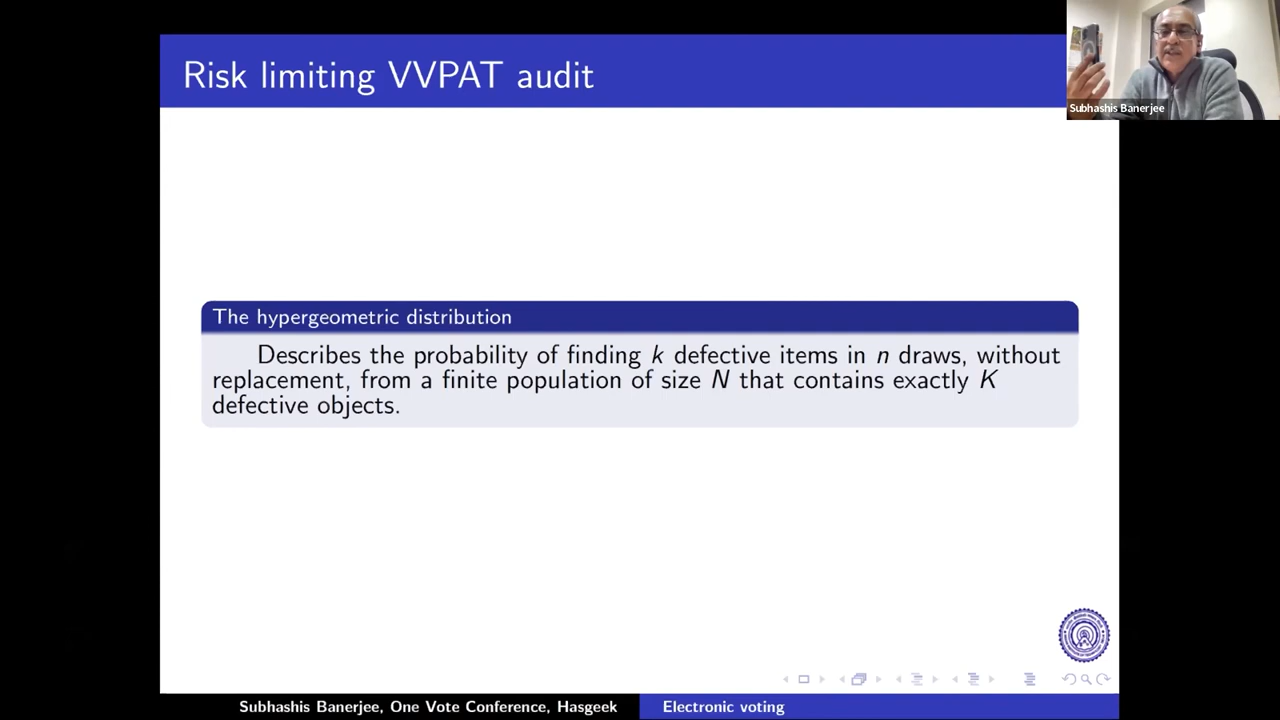 Risk limiting VVPAT audit
Subhashis Banerjee
The hypergeometric distribution
Describes the probability of finding k defective items in n draws, without
replacement, from a finite population of size N that contains exactly K
defective objects.
Subhashis Banerjee, One Vote Conference, Hasgeek
Electronic voting